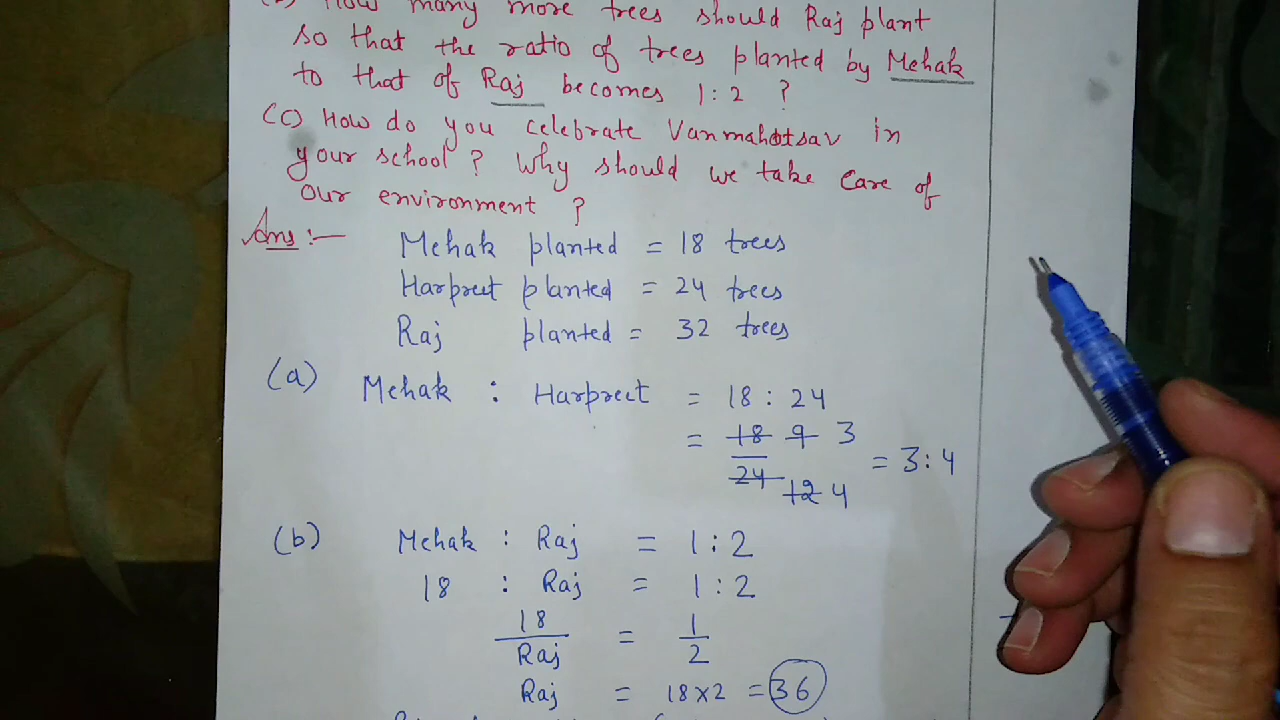 How many more trees should Raj plant
so that the ratio of trees planted by Mehak
to that of Raj becomes 1:2 ?
(c) How do you celebrate Vanmahotsav in
your school ? Why should we take care of
our environment ?
Ans :-
Mehak planted = 18 trees
Harpreet planted = 24 trees
Raj planted = 32 trees
(a) Mehak : Harpreet = 18 : 24
= 18 9 3
24 12 4
= 3:4
(b) Mehak : Raj = 1:2
18 : Raj = 1:2
18 / Raj = 1 / 2
Raj = 18×2 = 36